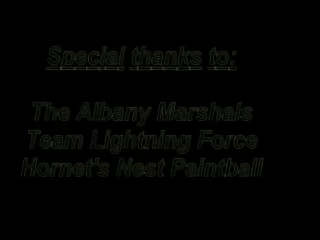 Special thanks to:
The Albany Marshals
Team Lightning Force
Hornet's Nest Paintball